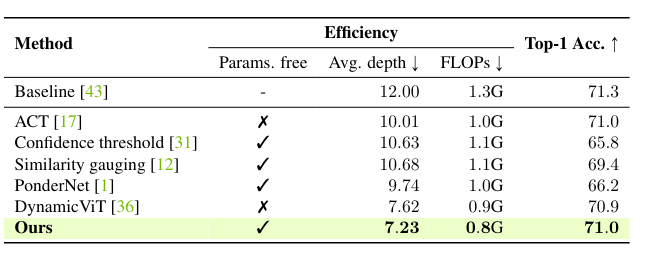 Method Efficiency Top-1 Acc. ↑
Params. free Avg. depth ↓ FLOPs ↓
Baseline [43] - 12.00 1.3G 71.3
ACT [17] ✗ 10.01 1.0G 71.0
Confidence threshold [31] ✓ 10.63 1.1G 65.8
Similarity gauging [12] ✓ 10.68 1.1G 69.4
PonderNet [1] ✓ 9.74 1.0G 66.2
DynamicViT [36] ✗ 7.62 0.9G 70.9
Ours ✓ 7.23 0.8G 71.0